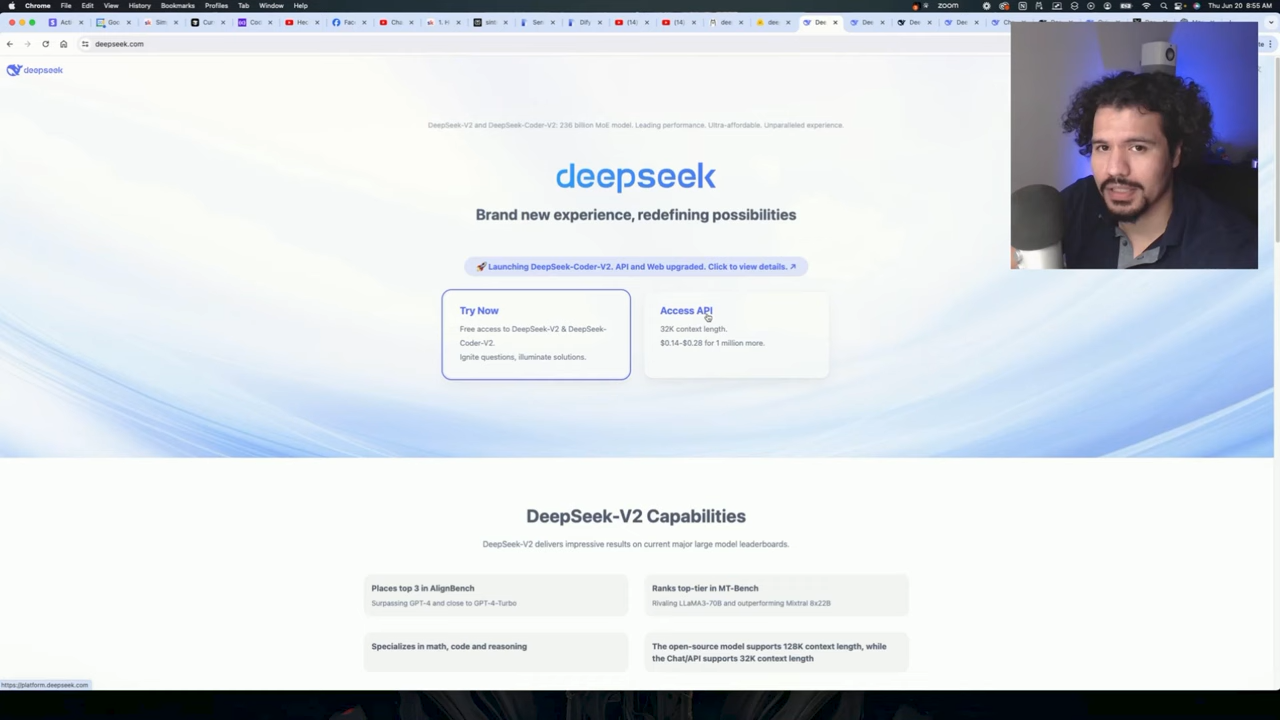 Chrome File Edit View History Bookmarks Profiles Tab Window Help
zoom
Thu Jun 20 8:55 AM
deepseek.com
deepseek
DeepSeek-V2 and DeepSeek-Coder-V2: 236 billion MoE model. Leading performance. Ultra-affordable. Unparalleled experience.
deepseek
Brand new experience, redefining possibilities
🚀 Launching DeepSeek-Coder-V2. API and Web upgraded. Click to view details. ↗
Try Now
Free access to DeepSeek-V2 & DeepSeek-
Coder-V2.
Ignite questions, illuminate solutions.
Access API
32K context length.
$0.14-$0.28 for 1 million more.
DeepSeek-V2 Capabilities
DeepSeek-V2 delivers impressive results on current major large model leaderboards.
Places top 3 in AlignBench
Surpassing GPT-4 and close to GPT-4-Turbo
Ranks top-tier in MT-Bench
Rivaling LLaMA3-70B and outperforming Mixtral 8x22B
Specializes in math, code and reasoning
The open-source model supports 128K context length, while
the Chat/API supports 32K context length
https://platform.deepseek.com